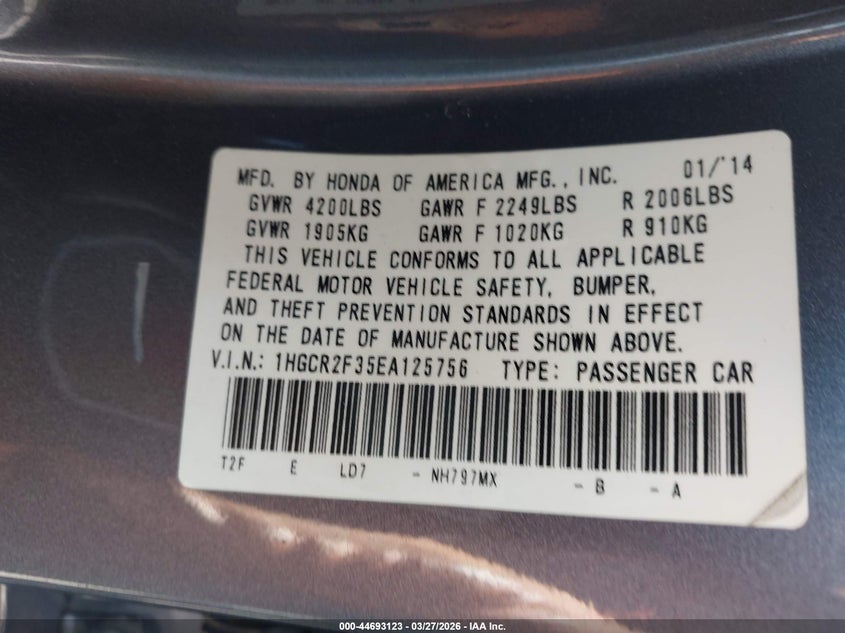 MFD. BY HONDA OF AMERICA MFG., INC. 01/'14
GVWR 4200LBS GAWR F 2249LBS R 2006LBS
GVWR 1905KG GAWR F 1020KG R 910KG
THIS VEHICLE CONFORMS TO ALL APPLICABLE
FEDERAL MOTOR VEHICLE SAFETY, BUMPER,
AND THEFT PREVENTION STANDARDS IN EFFECT
ON THE DATE OF MANUFACTURE SHOWN ABOVE.
V.I.N.: 1HGCR2F35EA125756 TYPE: PASSENGER CAR
T2F E LD7 - NH797MX - B - A
000-44693123 - 03/27/2026 - IAA Inc.